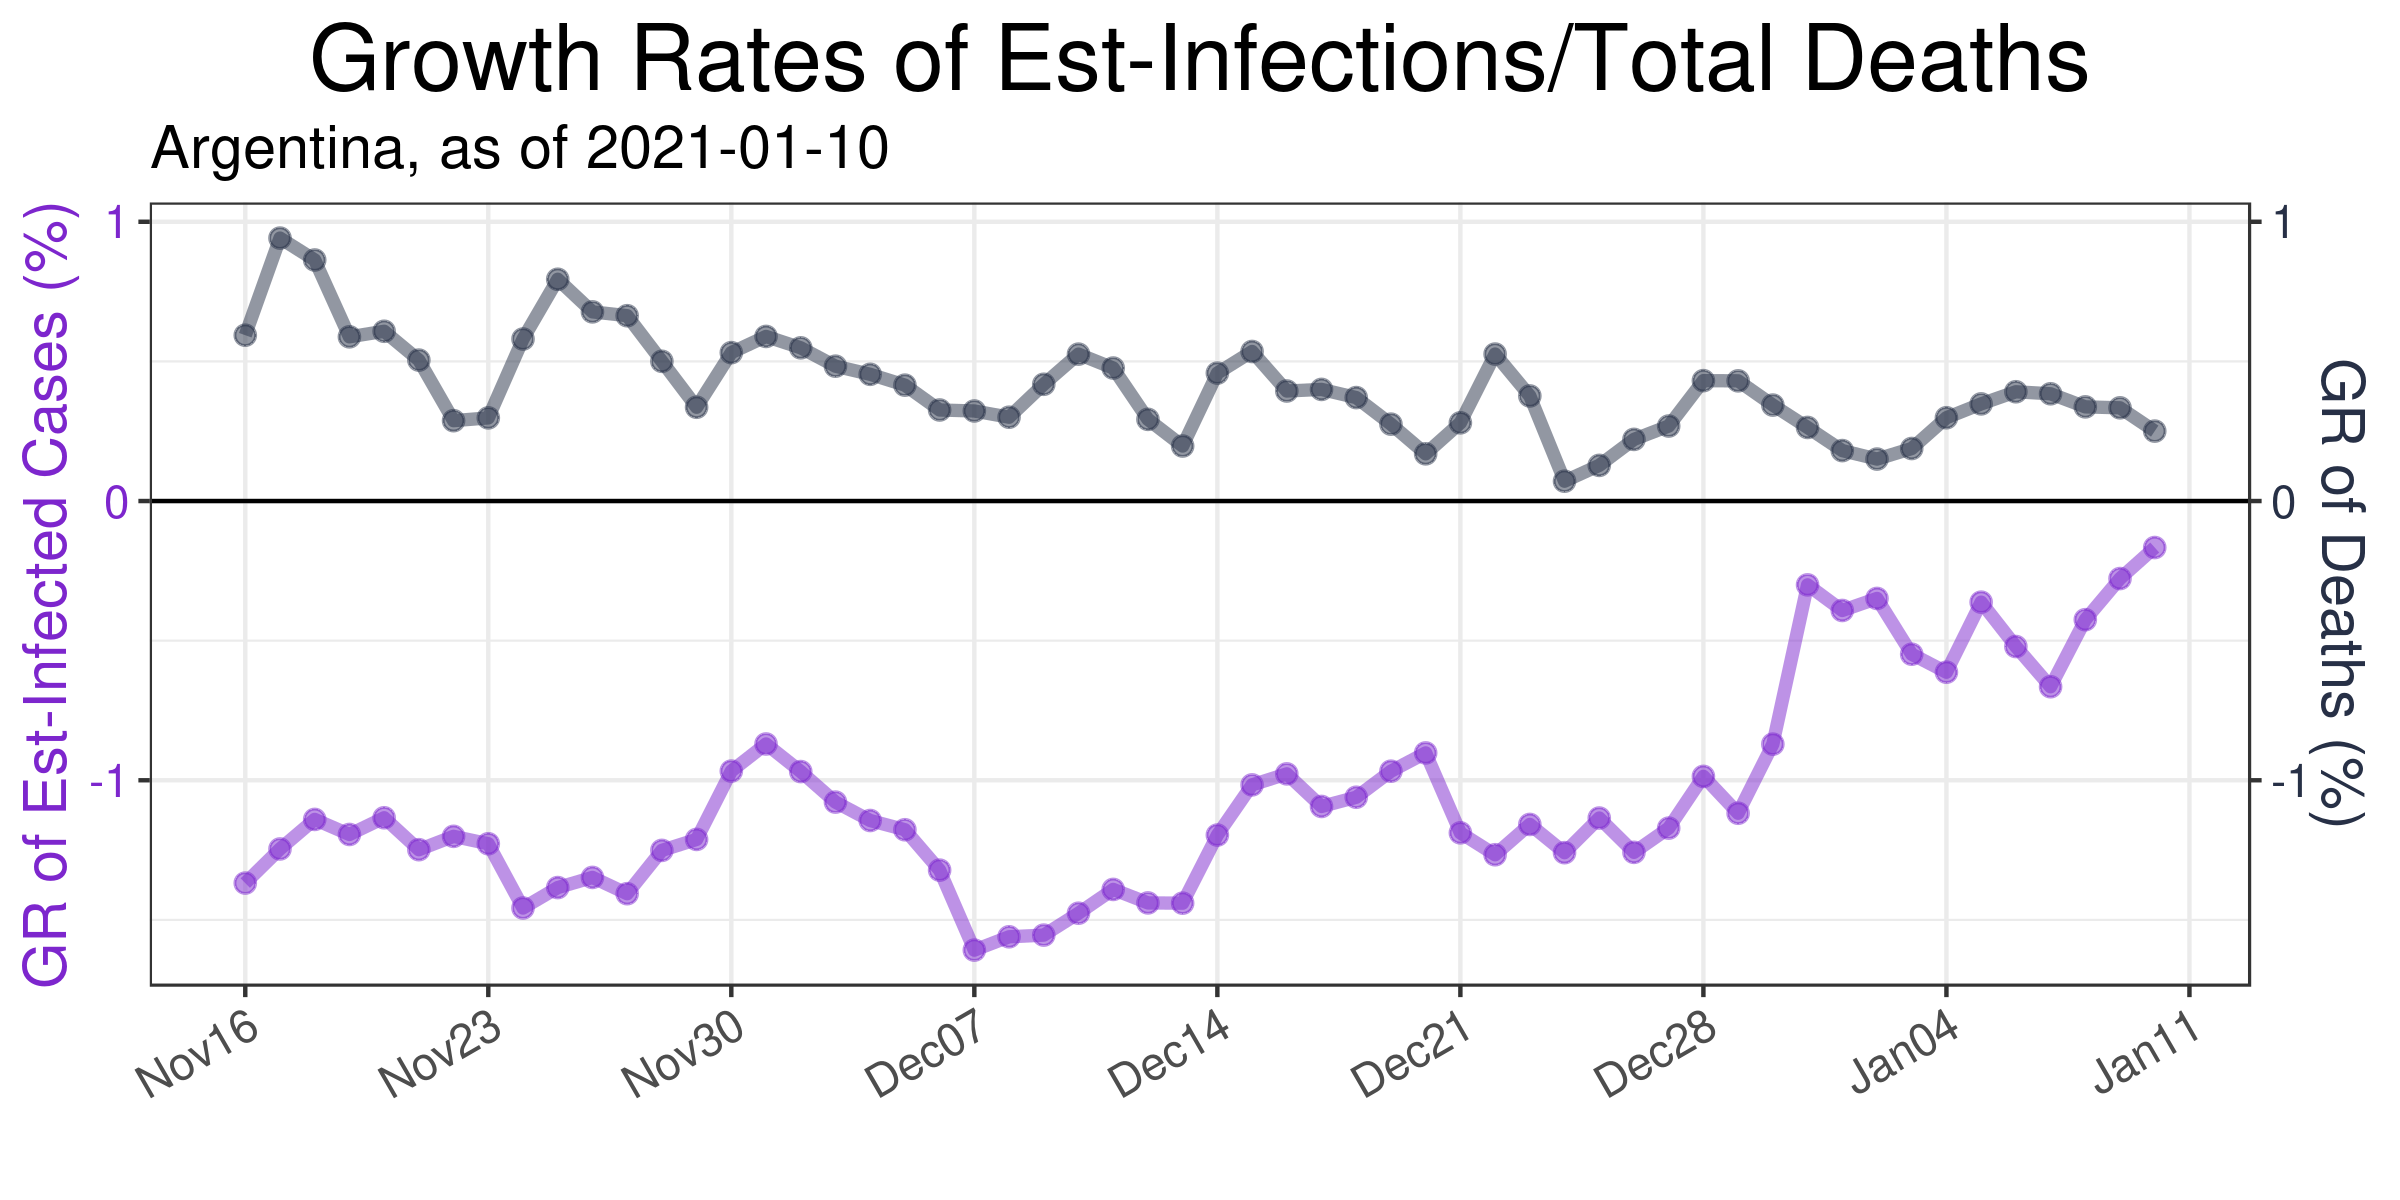 Growth Rates of Est-Infections/Total Deaths
Argentina, as of 2021-01-10
GR of Est-Infected Cases (%)
1
0
-1
1
0
-1
GR of Deaths (%)
Nov16
Nov23
Nov30
Dec07
Dec14
Dec21
Dec28
Jan04
Jan11